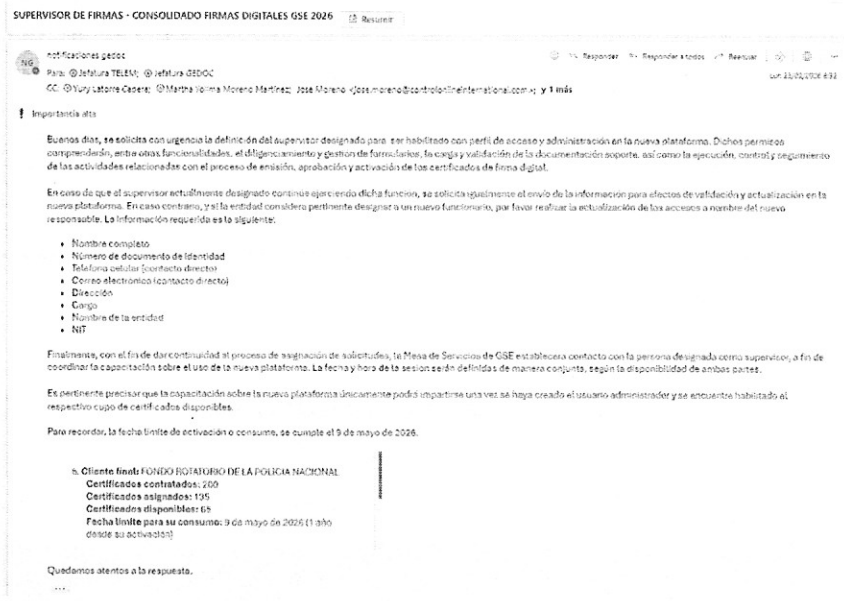 SUPERVISOR DE FIRMAS - CONSOLIDADO FIRMAS DIGITALES GSE 2026 Resumir
NG
notificaciones gedoc
Responder Responder a todos Reenviar
Para: Jefatura TELEM; Jefatura GEDOC
CC: Yury Latorre Martha Moreno Martínez; Jose Moreno <jose.moreno@controlonlineinternational.com>; y 1 más
Importancia alta
Buenos días, se solicita con urgencia la definición del supervisor designado para ser habilitado con perfil de acceso y administración en la nueva plataforma. Dichos permisos
comprenderán, entre otras funcionalidades, el diligenciamiento y gestión de formularios, la carga y validación de la documentación soporte, así como la ejecución, control y seguimiento
de las actividades relacionadas con el proceso de emisión, aprobación y activación de los certificados de firma digital.
En caso de que el supervisor actualmente designado continúe ejerciendo dicha función, se solicita igualmente el envío de la información para efectos de validación y actualización en la
nueva plataforma. En caso contrario, y si la entidad considera pertinente designar a un nuevo funcionario, por favor realizar la actualización de los accesos a nombre del nuevo
responsable. La información requerida es la siguiente:
• Nombre completo
• Número de documento de identidad
• Teléfono celular (contacto directo)
• Correo electrónico (contacto directo)
• Dirección
• Cargo
• Nombre de la entidad
• NIT
Finalmente, con el fin de dar continuidad al proceso de asignación de solicitudes, la Mesa de Servicios de GSE establecerá contacto con la persona designada como supervisor, a fin de
coordinar la capacitación sobre el uso de la nueva plataforma. La fecha y hora de la sesión serán definidas de manera conjunta, según la disponibilidad de ambas partes.
Es pertinente precisar que la capacitación sobre la nueva plataforma únicamente podrá impartirse una vez se haya creado el usuario administrador y se encuentre habilitado el
respectivo cupo de certificados disponibles.
Para recordar, la fecha límite de activación o consumo, se cumple el 9 de mayo de 2026.
Cliente final: FONDO ROTATORIO DE LA POLICIA NACIONAL
Certificados contratados: 200
Certificados asignados: 135
Certificados disponibles: 65
Fecha límite para su consumo: 9 de mayo de 2026 (1 año
desde su activación)
Quedamos atentos a la respuesta.
...